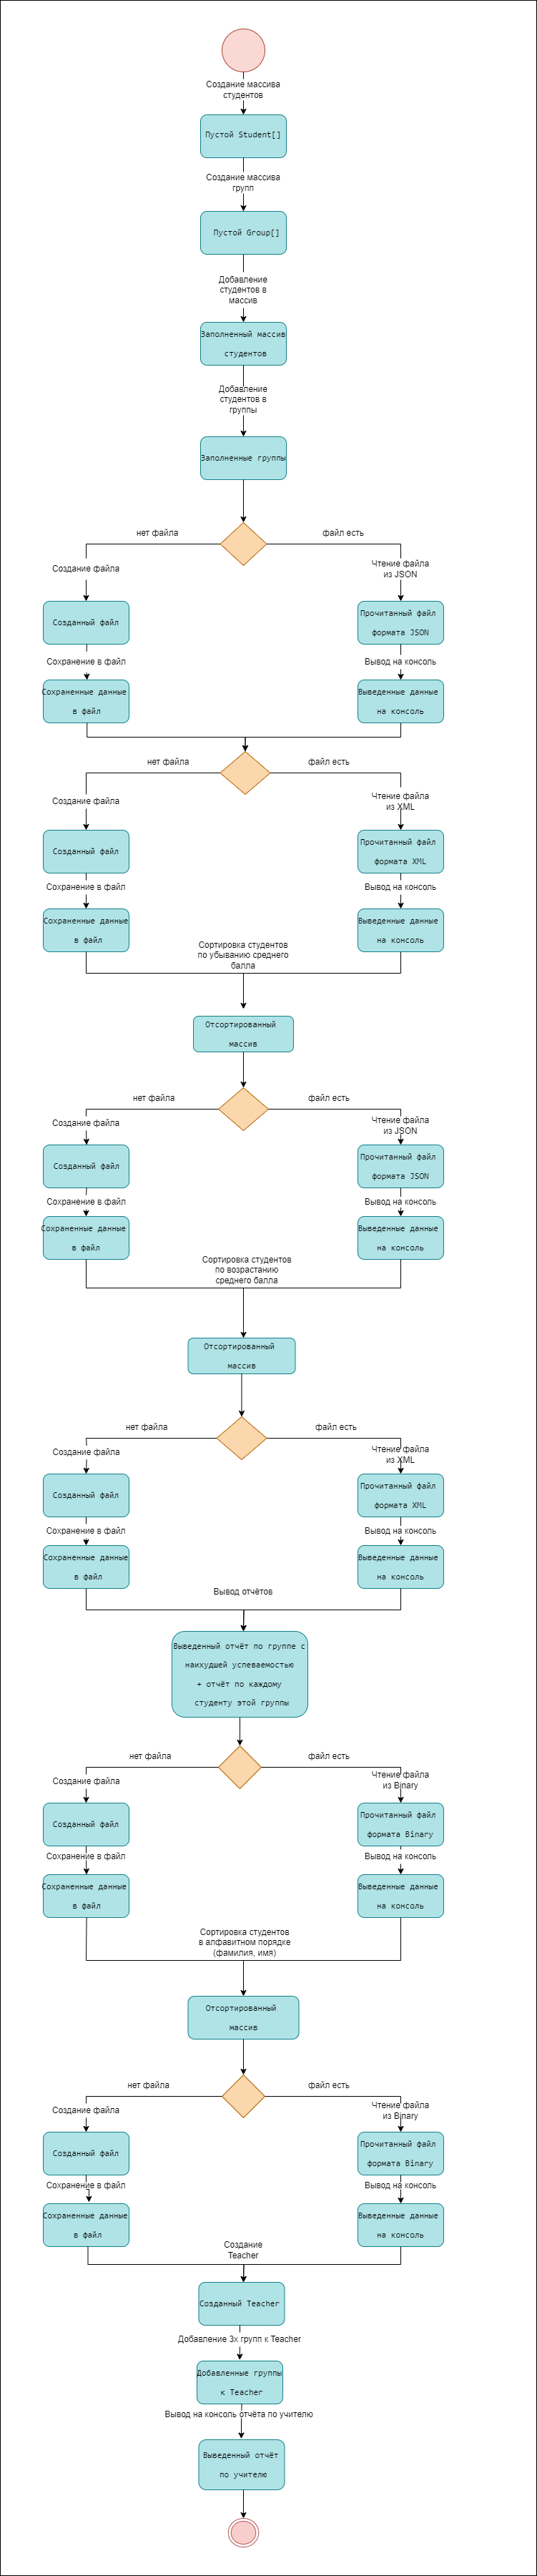 Создание массива
студентов
Пустой Student[]
Создание массива
групп
Пустой Group[]
Добавление
студентов в
массив
Заполненный массив
студентов
Добавление
студентов в
группы
Заполненные группы
нет файла
файл есть
Создание файла
Чтение файла
из JSON
Созданный файл
Прочитанный файл
формата JSON
Сохранение в файл
Вывод на консоль
Сохраненные данные
в файл
Выведенные данные
на консоль
нет файла
файл есть
Создание файла
Чтение файла
из XML
Созданный файл
Прочитанный файл
формата XML
Сохранение в файл
Вывод на консоль
Сохраненные данные
в файл
Выведенные данные
на консоль
Сортировка студентов
по убыванию среднего
балла
Отсортированный
массив
нет файла
файл есть
Создание файла
Чтение файла
из JSON
Созданный файл
Прочитанный файл
формата JSON
Сохранение в файл
Вывод на консоль
Сохраненные данные
в файл
Выведенные данные
на консоль
Сортировка студентов
по возрастанию
среднего балла
Отсортированный
массив
нет файла
файл есть
Создание файла
Чтение файла
из XML
Созданный файл
Прочитанный файл
формата XML
Сохранение в файл
Вывод на консоль
Сохраненные данные
в файл
Выведенные данные
на консоль
Вывод отчётов
Выведенный отчёт по группе с
наихудшей успеваемостью
+ отчёт по каждому
студенту этой группы
нет файла
файл есть
Создание файла
Чтение файла
из Binary
Созданный файл
Прочитанный файл
формата Binary
Сохранение в файл
Вывод на консоль
Сохраненные данные
в файл
Выведенные данные
на консоль
Сортировка студентов
в алфавитном порядке
(фамилия, имя)
Отсортированный
массив
нет файла
файл есть
Создание файла
Чтение файла
из Binary
Созданный файл
Прочитанный файл
формата Binary
Сохранение в файл
Вывод на консоль
Сохраненные данные
в файл
Выведенные данные
на консоль
Создание
Teacher
Созданный Teacher
Добавление 3х групп к Teacher
Добавленные группы
к Teacher
Вывод на консоль отчёта по учителю
Выведенный отчёт
по учителю